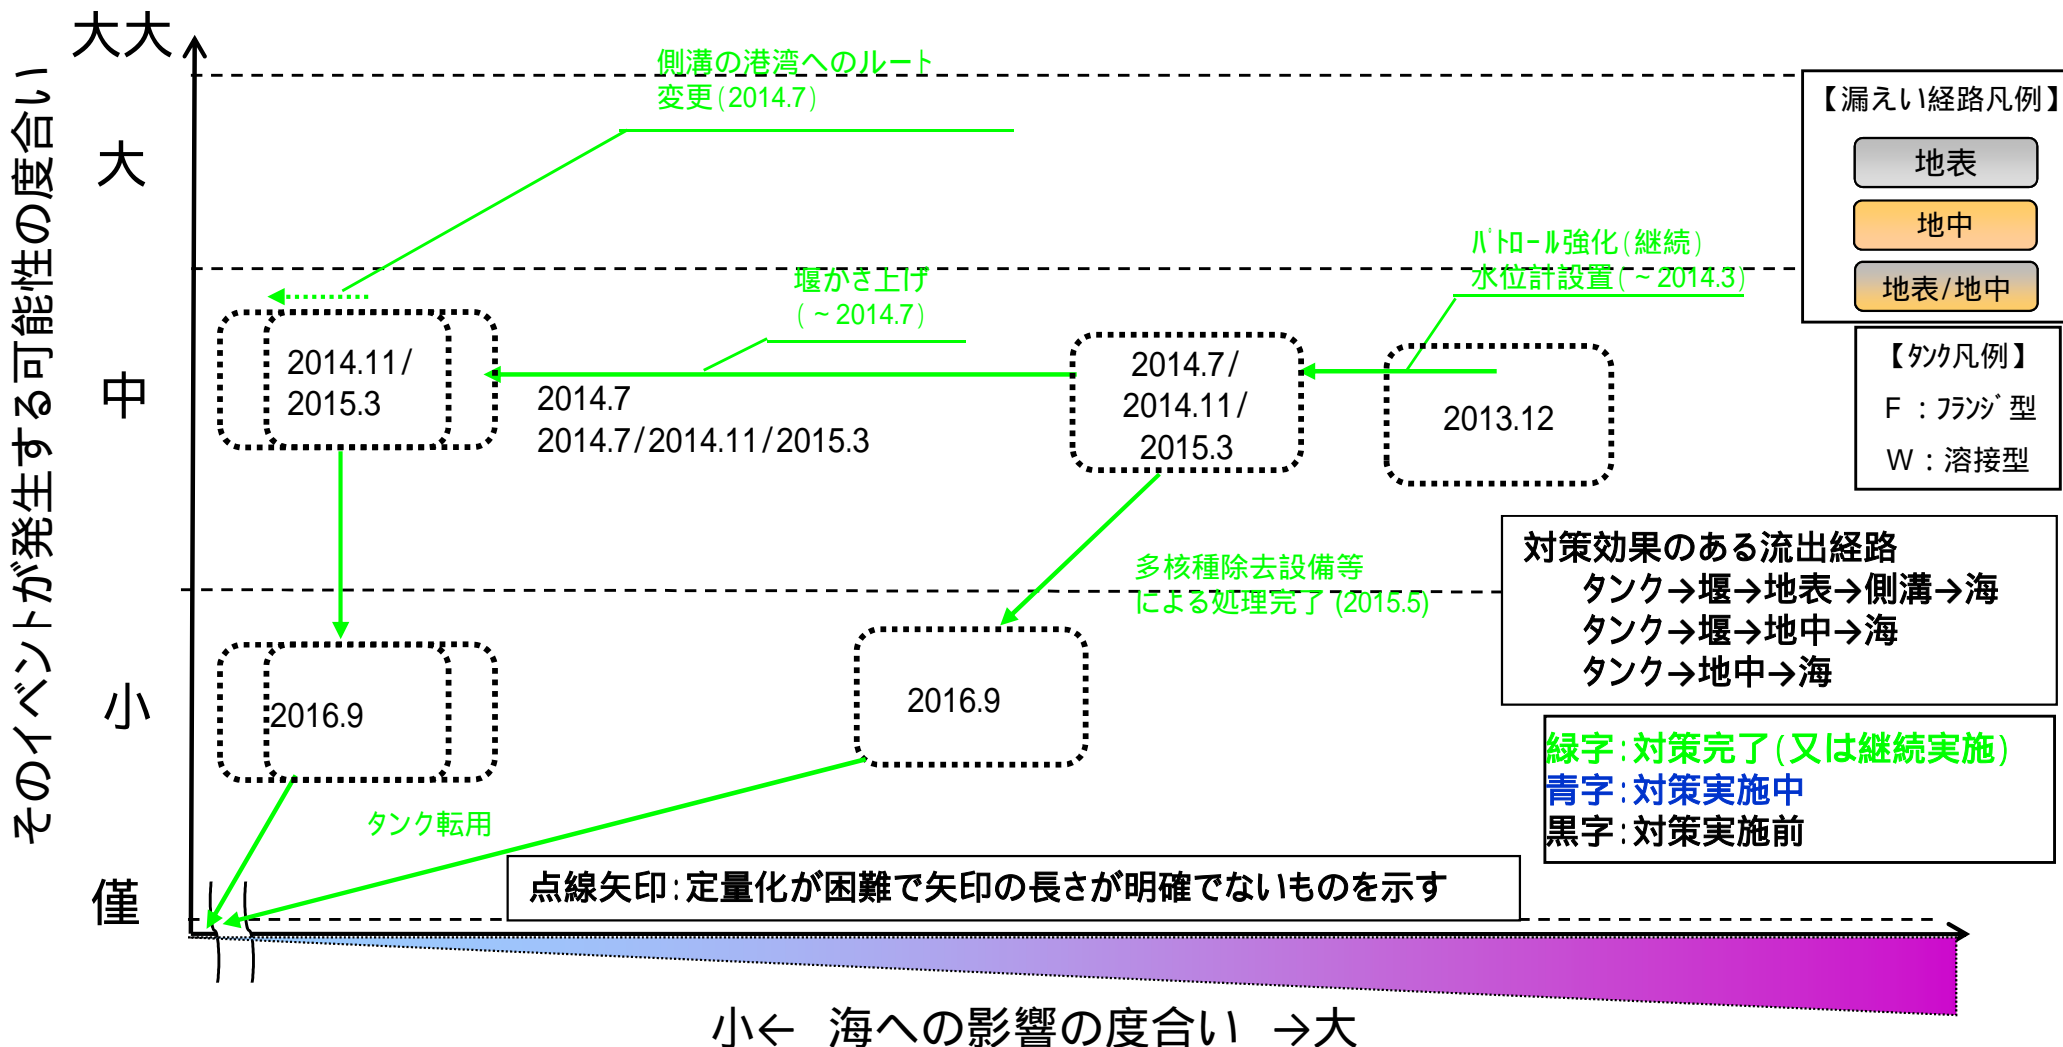 大大
側溝の港湾へのルート
変更(2014.7)
大
そのイベントが発生する可能性の度合い
【漏えい経路凡例】
地表
地中
地表/地中
パトロール強化(継続)
水位計設置(~2014.3)
堰かさ上げ
(~2014.7)
中
2014.11/
2015.3
2014.7
2014.7/2014.11/2015.3
2014.7/
2014.11/
2015.3
2013.12
【タンク凡例】
F:フランジ型
W:溶接型
対策効果のある流出経路
タンク→堰→地表→側溝→海
タンク→堰→地中→海
タンク→地中→海
多核種除去設備等
による処理完了(2015.5)
小
2016.9
2016.9
緑字:対策完了(又は継続実施)
青字:対策実施中
黒字:対策実施前
タンク転用
点線矢印:定量化が困難で矢印の長さが明確でないものを示す
僅
小← 海への影響の度合い →大